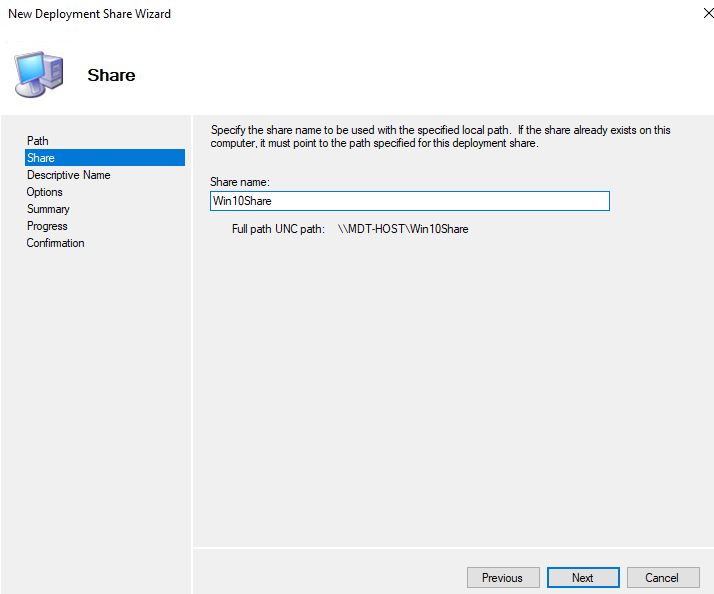 New Deployment Share Wizard
Share
Path
Share
Descriptive Name
Options
Summary
Progress
Confirmation
Specify the share name to be used with the specified local path.  If the share already exists on this
computer, it must point to the path specified for this deployment share.
Share name:
Win10Share
Full path UNC path: \\MDT-HOST\Win10Share
Previous
Next
Cancel